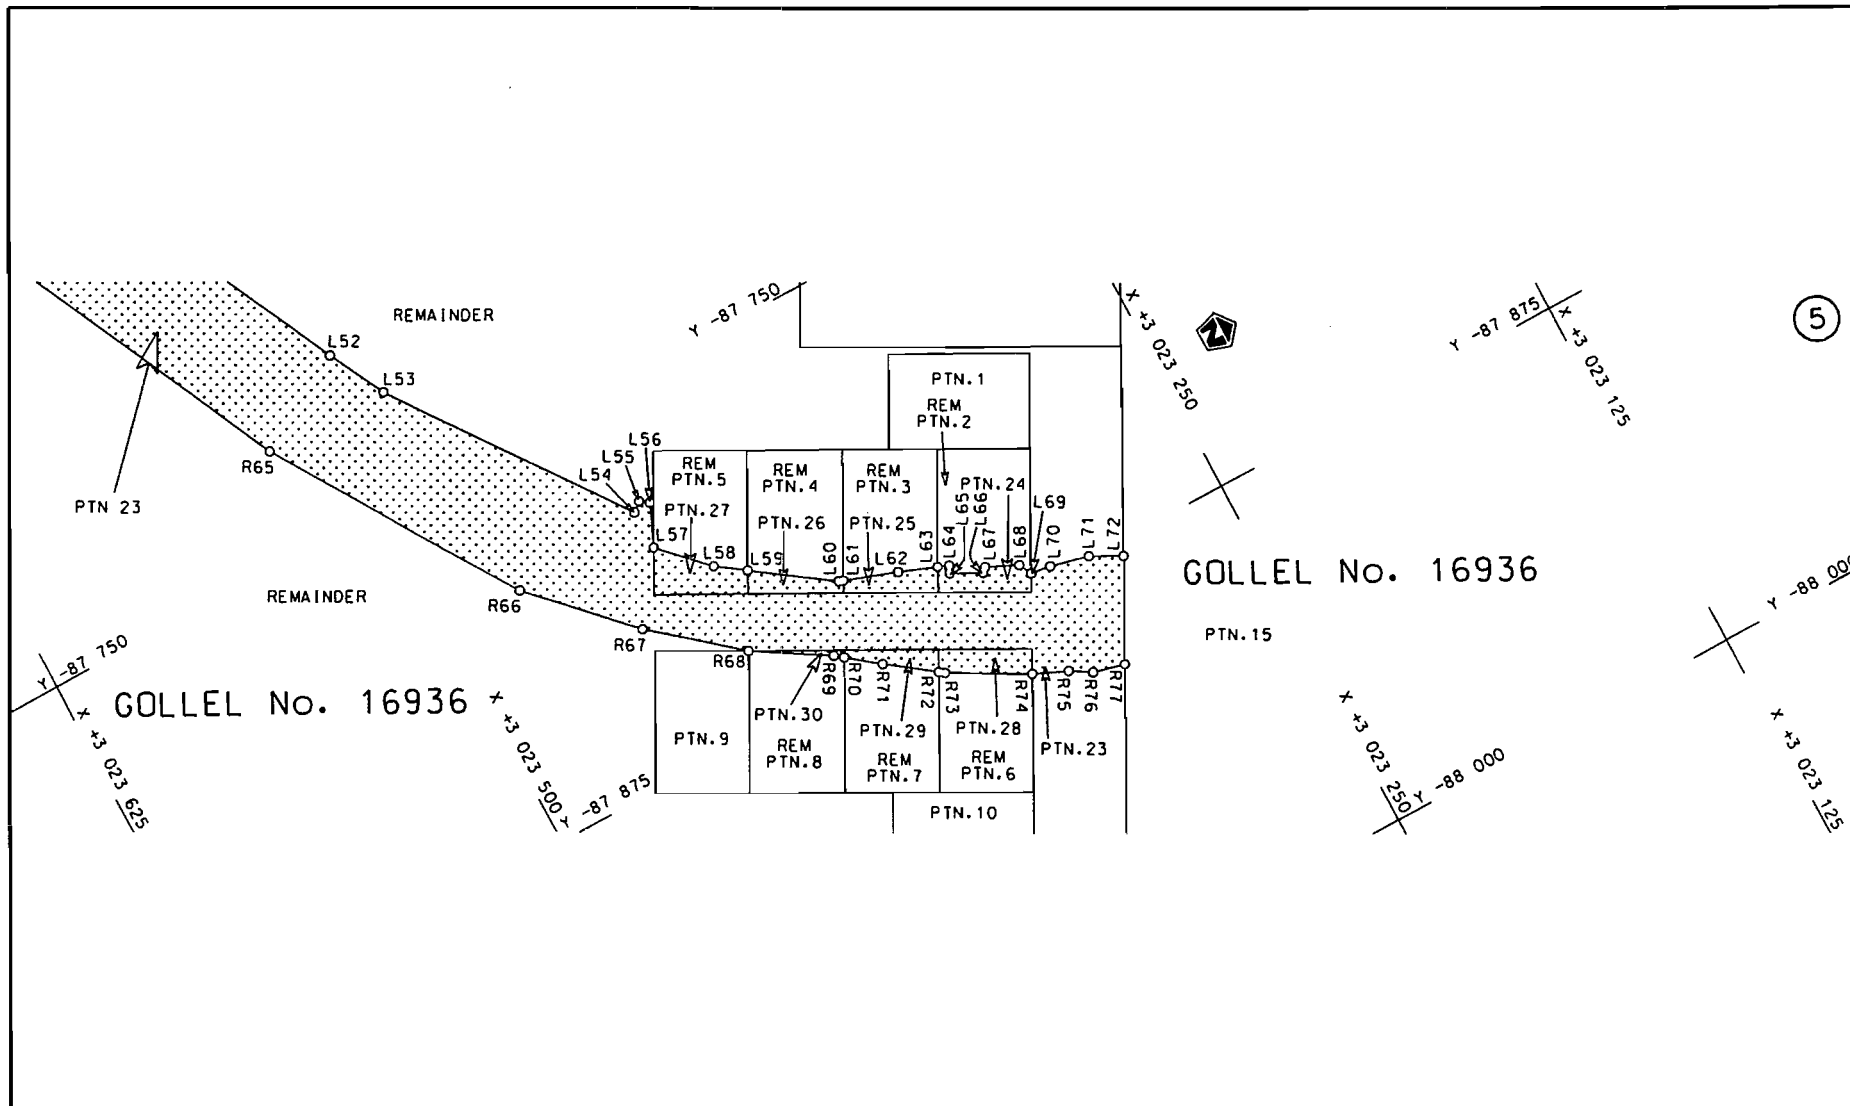 REMAINDER
Y -87 750
X +3 023 250
N
Y -87 875
X +3 023 125
5
L52
L53
PTN.1
REM
PTN.2
L54
L55
L56
R65
PTN 23
REM
PTN.5
REM
PTN.4
REM
PTN.3
PTN.24
PTN.27
PTN.26
PTN.25
L57
L58
L59
L60
L61
L62
L63
L64
L65
L66
L67
L68
L69
L70
L71
L72
GOLLEL No. 16936
PTN.15
Y -88 000
REMAINDER
R66
R67
R68
R69
R70
R71
R72
R73
R74
R75
R76
R77
Y -87 750
X +3 023 625
GOLLEL No. 16936
X +3 023 500
Y -87 875
PTN.9
PTN.30
REM
PTN.8
PTN.29
REM
PTN.7
PTN.28
REM
PTN.6
PTN.23
PTN.10
X +3 023 250
Y -88 000
X +3 023 125